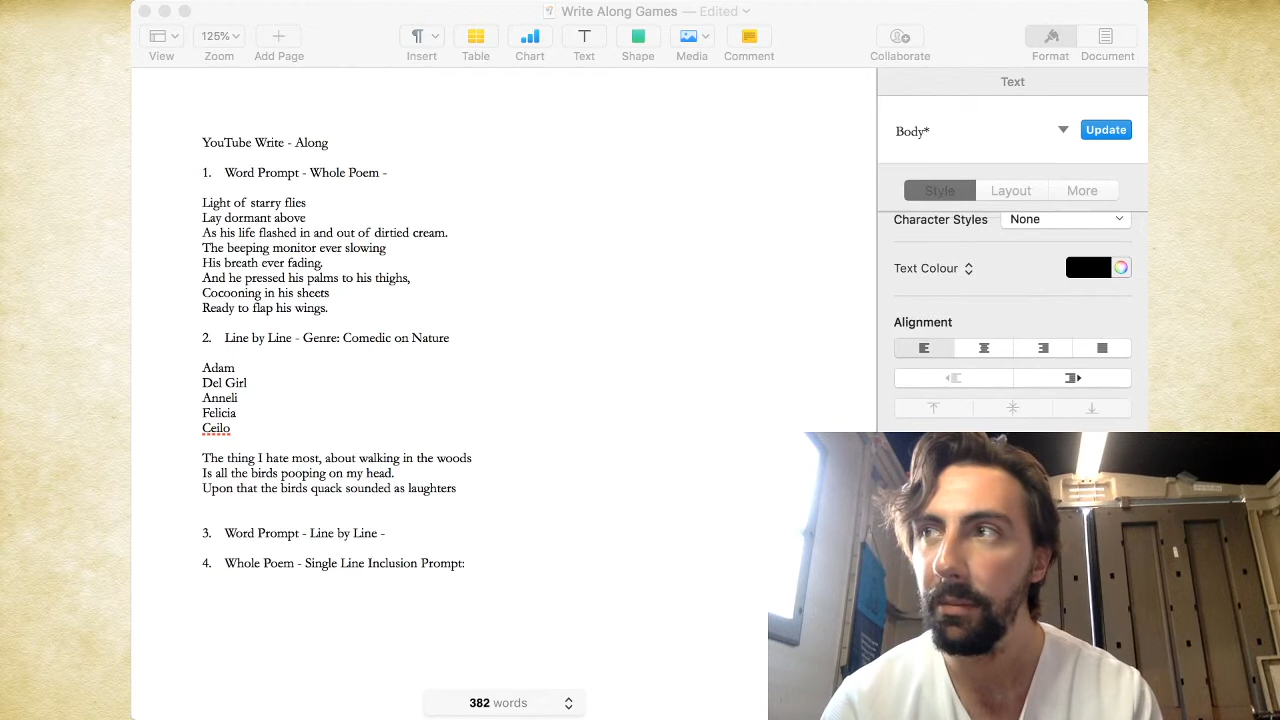 Write Along Games — Edited
125%
View
Zoom
Add Page
Insert
Table
Chart
Text
Shape
Media
Comment
Collaborate
Format
Document
YouTube Write - Along
1. Word Prompt - Whole Poem -
Light of starry flies
Lay dormant above
As his life flashed in and out of dirtied cream.
The beeping monitor ever slowing
His breath ever fading.
And he pressed his palms to his thighs,
Cocooning in his sheets
Ready to flap his wings.
2. Line by Line - Genre: Comedic on Nature
Adam
Del Girl
Anneli
Felicia
Ceilo
The thing I hate most, about walking in the woods
Is all the birds pooping on my head.
Upon that the birds quack sounded as laughters
3. Word Prompt - Line by Line -
4. Whole Poem - Single Line Inclusion Prompt:
382 words
Text
Body*
Update
Style
Layout
More
Character Styles
None
Text Colour
Alignment